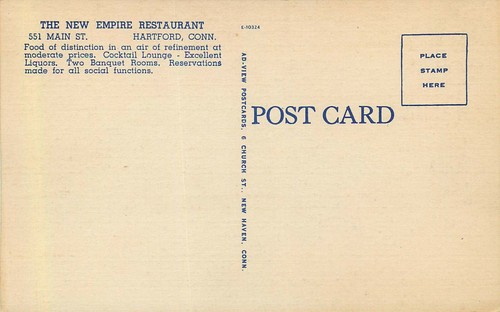 THE NEW EMPIRE RESTAURANT
551 MAIN ST. HARTFORD, CONN.
Food of distinction in an air of refinement at
moderate prices. Cocktail Lounge - Excellent
Liquors. Two Banquet Rooms. Reservations
made for all social functions.
E-10324
AD-VIEW POSTCARDS, 6 CHURCH ST., NEW HAVEN, CONN.
POST CARD
PLACE
STAMP
HERE